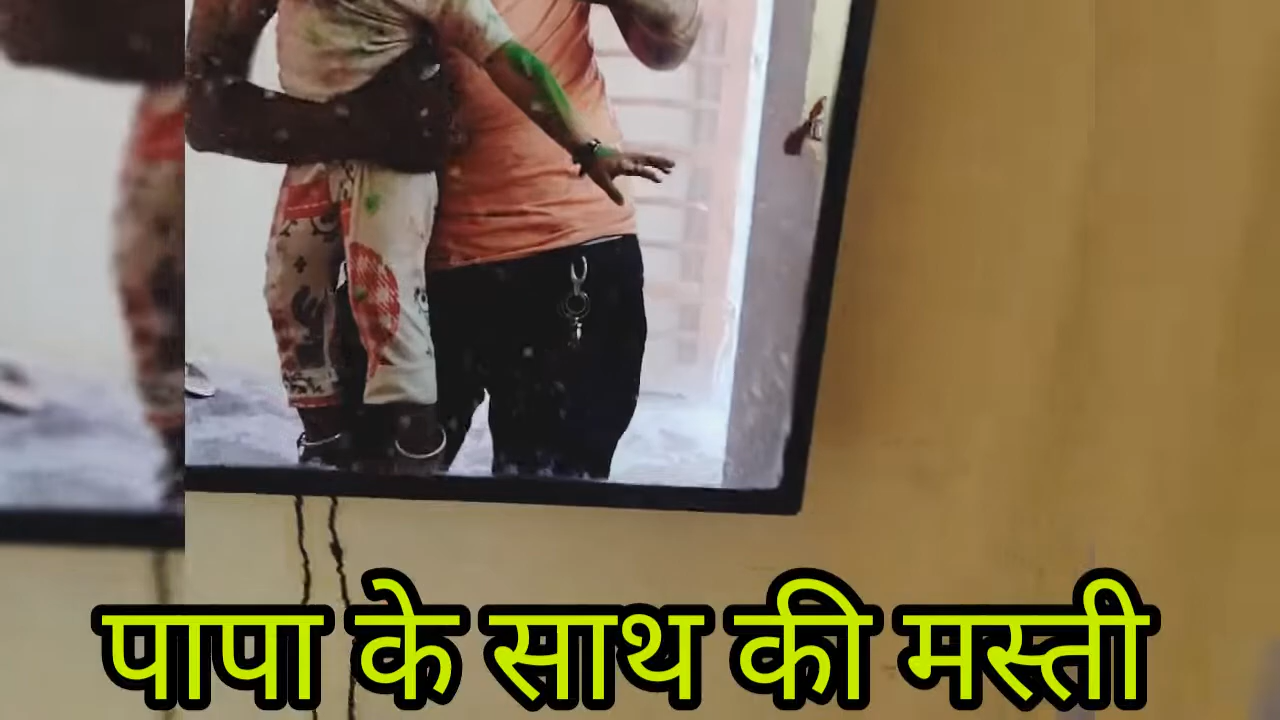 पापा के साथ की मस्ती